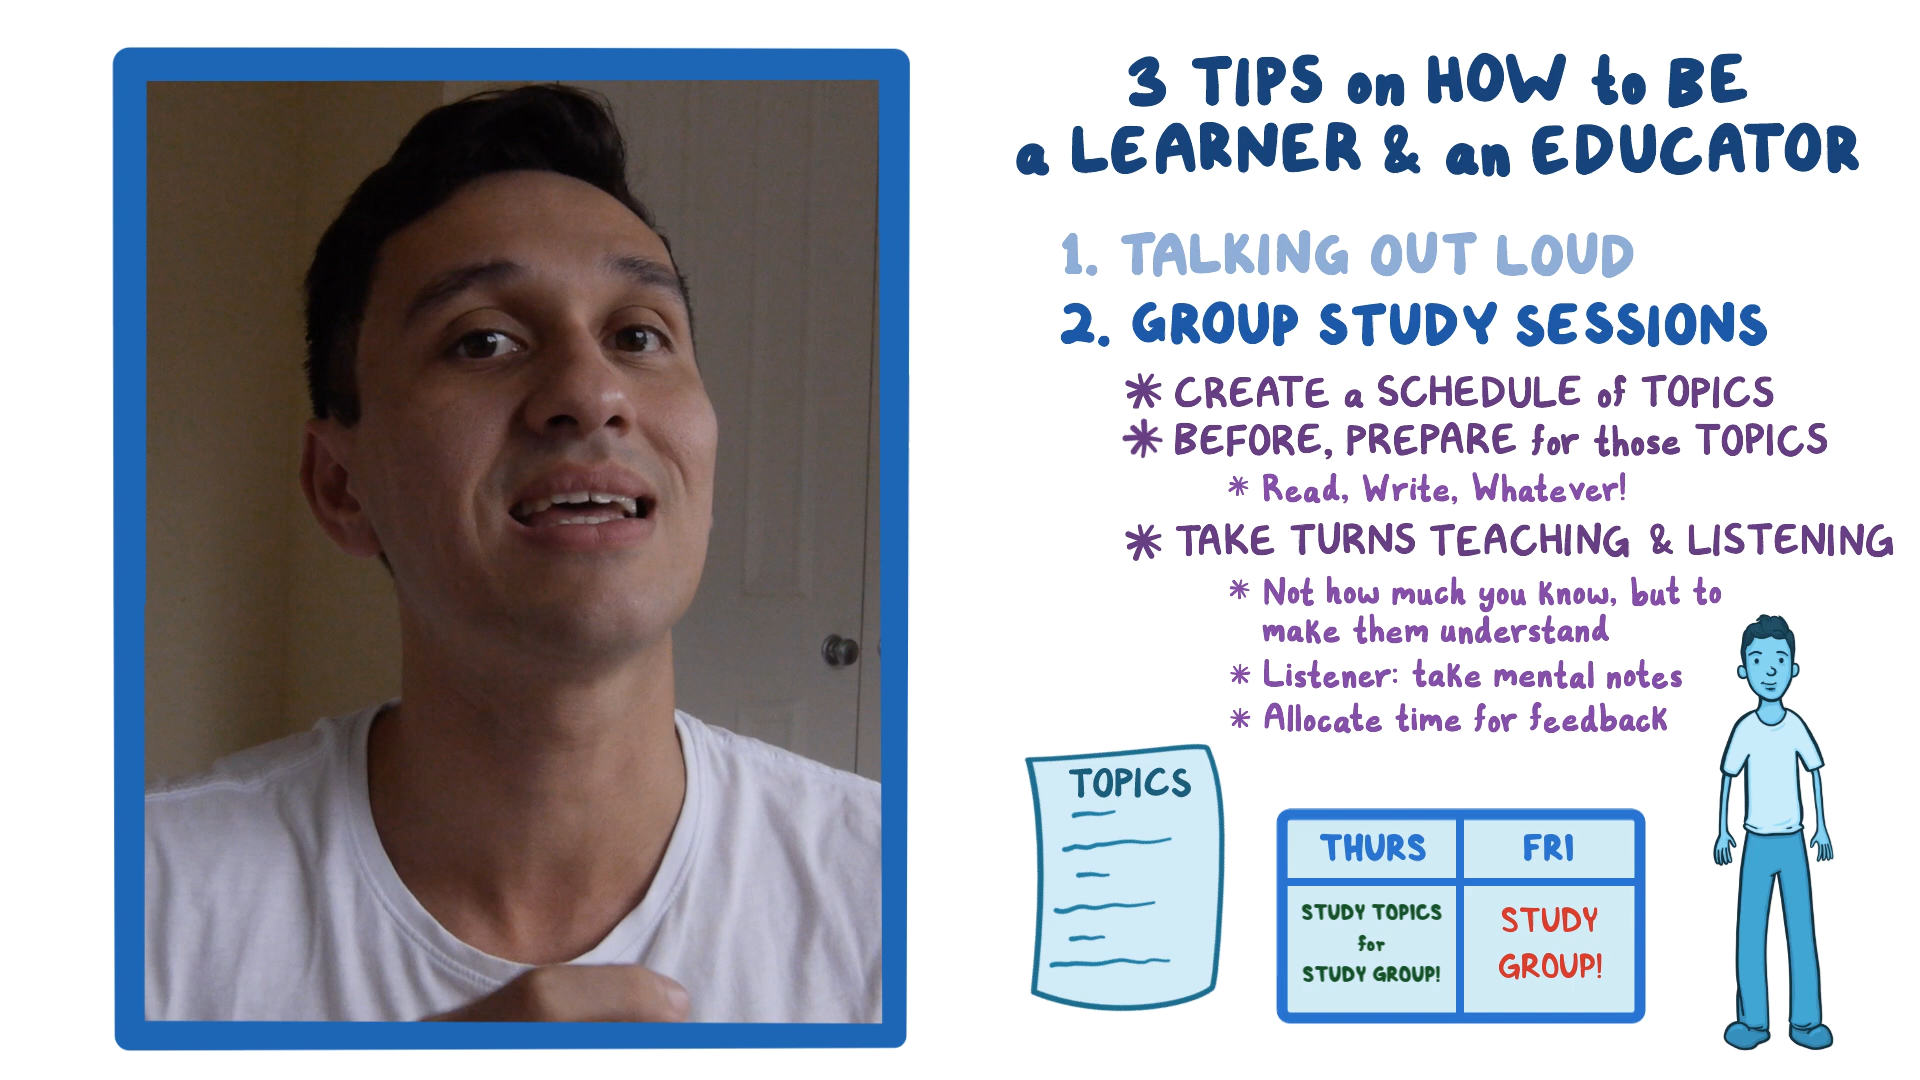 3 TIPS on HOW to BE
a LEARNER & an EDUCATOR
1. TALKING OUT LOUD
2. GROUP STUDY SESSIONS
* CREATE a SCHEDULE of TOPICS
* BEFORE, PREPARE for those TOPICS
* Read, Write, Whatever!
* TAKE TURNS TEACHING & LISTENING
* Not how much you know, but to
make them understand
* Listener: take mental notes
* Allocate time for feedback
TOPICS
THURS
FRI
STUDY TOPICS
for
STUDY GROUP!
STUDY
GROUP!